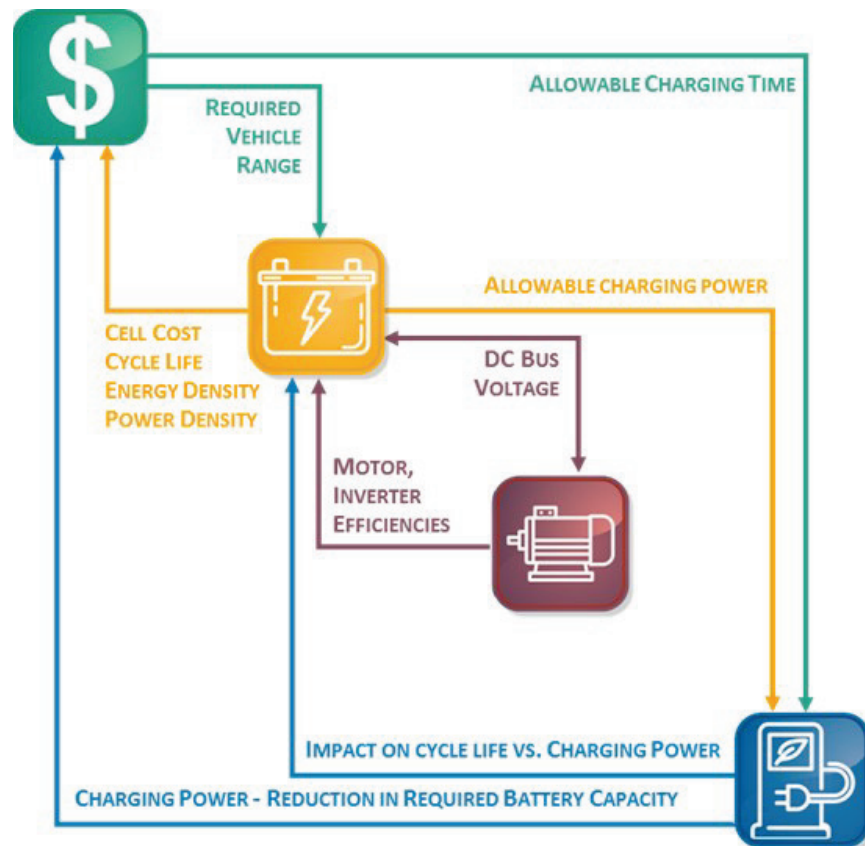 $
ALLOWABLE CHARGING TIME
REQUIRED
VEHICLE
RANGE
ALLOWABLE CHARGING POWER
CELL COST
CYCLE LIFE
ENERGY DENSITY
POWER DENSITY
DC BUS
VOLTAGE
MOTOR,
INVERTER
EFFICIENCIES
IMPACT ON CYCLE LIFE VS. CHARGING POWER
CHARGING POWER - REDUCTION IN REQUIRED BATTERY CAPACITY